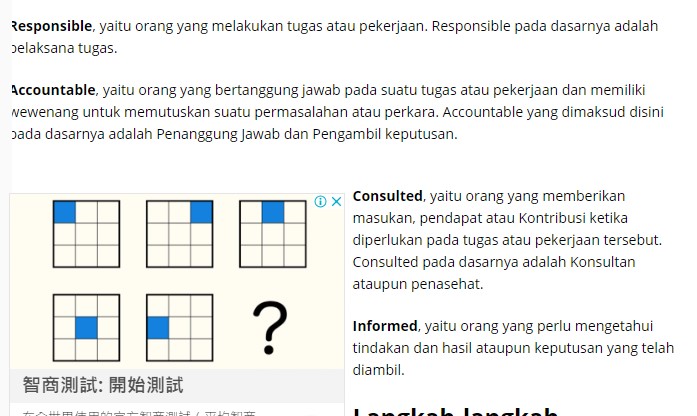 Responsible, yaitu orang yang melakukan tugas atau pekerjaan. Responsible pada dasarnya adalah
pelaksana tugas.
Accountable, yaitu orang yang bertanggung jawab pada suatu tugas atau pekerjaan dan memiliki
wewenang untuk memutuskan suatu permasalahan atau perkara. Accountable yang dimaksud disini
pada dasarnya adalah Penanggung Jawab dan Pengambil keputusan.
?
智商測試: 開始測試
Consulted, yaitu orang yang memberikan
masukan, pendapat atau Kontribusi ketika
diperlukan pada tugas atau pekerjaan tersebut.
Consulted pada dasarnya adalah Konsultan
ataupun penasehat.
Informed, yaitu orang yang perlu mengetahui
tindakan dan hasil ataupun keputusan yang telah
diambil.
Langkah-langkah